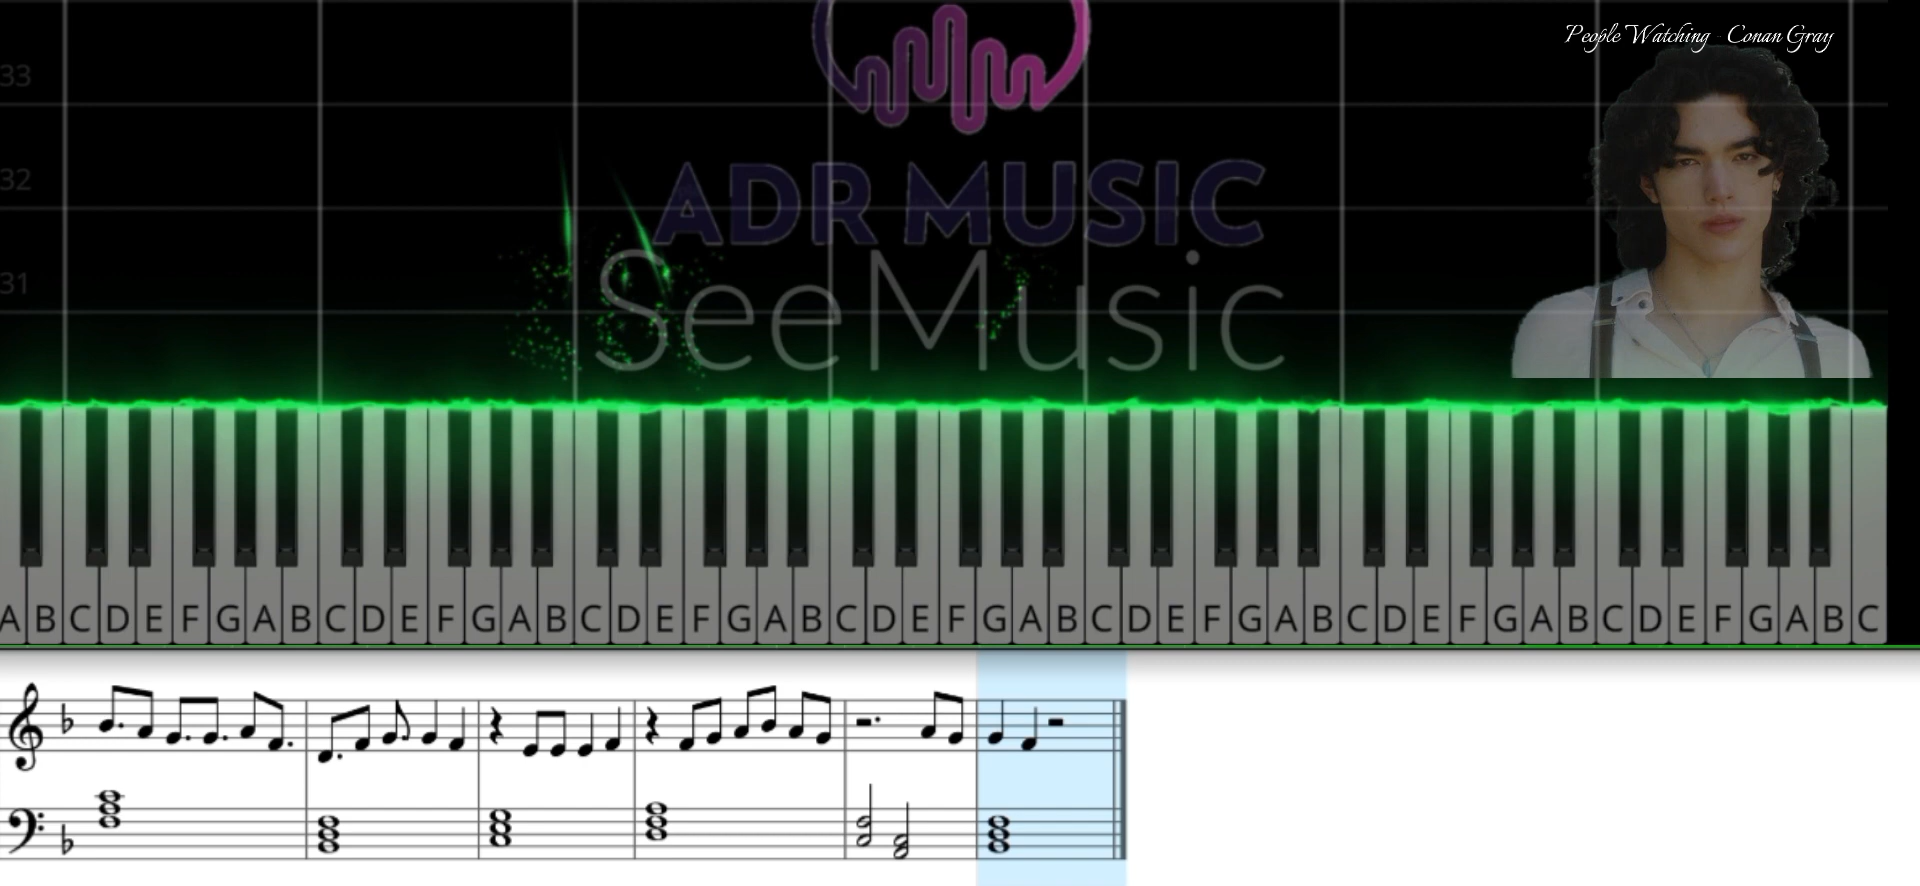 People Watching - Conan Gray
33
ADR MUSIC
32
SeeMusic
31
A B C D E F G A B C D E F G A B C D E F G A B C D E F G A B C D E F G A B C D E F G A B C D E F G A B C